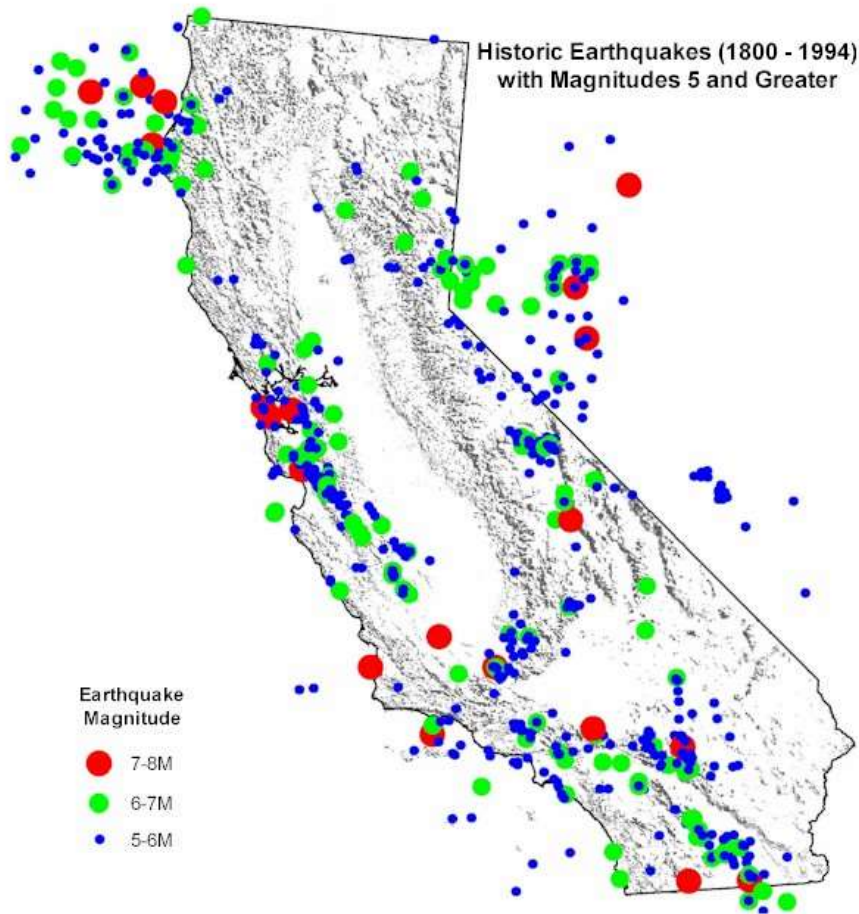 Historic Earthquakes (1800 - 1994)
with Magnitudes 5 and Greater
Earthquake
Magnitude
7-8M
6-7M
5-6M